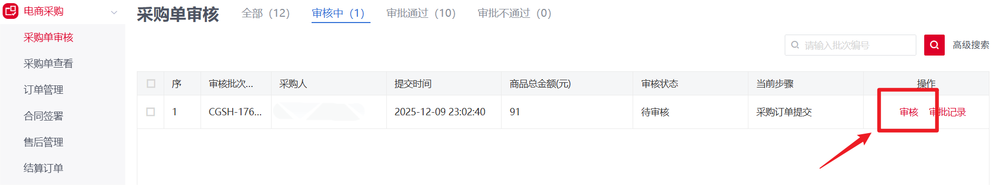 电商采购
采购单审核
采购单查看
订单管理
合同签署
售后管理
结算订单
采购单审核 全部（12） 审核中（1） 审批通过（10） 审批不通过（0）
请输入批次编号 高级搜索
序 审核批次... 采购人 提交时间 商品总金额(元) 审核状态 当前步骤 操作
1 CGSH-176... 2025-12-09 23:02:40 91 待审核 采购订单提交 审核 审批记录